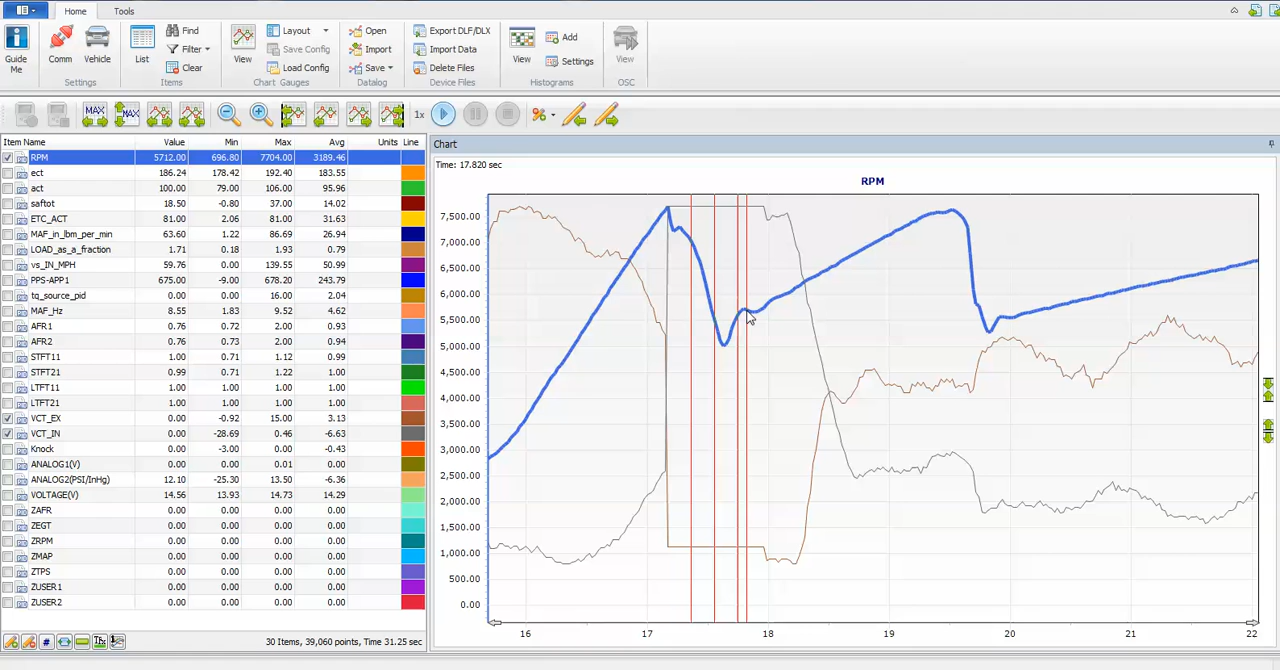 Home Tools
Guide Me Comm Vehicle List Find Filter Clear View Layout Save Config Load Config Open Import Save Export DLF/DLX Import Data Delete Files View Add Settings View
Settings Items Chart Gauges Datalog Device Files Histograms OSC
MAX MAX 1x
Item Name Value Min Max Avg Units Line
RPM 5712.00 696.80 7704.00 3189.46
ect 186.24 178.42 192.40 183.55
act 100.00 79.00 106.00 95.96
saftot 18.50 -0.80 37.00 14.02
ETC_ACT 81.00 2.06 81.00 31.63
MAF_in_lbm_per_min 63.60 1.22 86.69 26.94
LOAD_as_a_fraction 1.71 0.18 1.93 0.79
vs_IN_MPH 59.76 0.00 139.55 50.99
PPS-APP1 675.00 -9.00 678.20 243.79
tq_source_pid 0.00 0.00 16.00 2.04
MAF_Hz 8.55 1.83 9.52 4.62
AFR1 0.76 0.72 2.00 0.93
AFR2 0.76 0.73 2.00 0.94
STFT11 1.00 0.71 1.12 0.99
STFT21 0.99 0.71 1.22 1.00
LTFT11 1.00 1.00 1.00 1.00
LTFT21 1.00 1.00 1.00 1.00
VCT_EX 0.00 -0.92 15.00 3.13
VCT_IN 0.00 -28.69 0.46 -6.63
Knock 0.00 -3.00 0.00 -0.43
ANALOG1(V) 0.00 0.00 0.01 0.00
ANALOG2(PSI/InHg) 12.10 -25.30 13.50 -6.36
VOLTAGE(V) 14.56 13.93 14.73 14.29
ZAFR 0.00 0.00 0.00 0.00
ZEGT 0.00 0.00 0.00 0.00
ZRPM 0.00 0.00 0.00 0.00
ZMAP 0.00 0.00 0.00 0.00
ZTPS 0.00 0.00 0.00 0.00
ZUSER1 0.00 0.00 0.00 0.00
ZUSER2 0.00 0.00 0.00 0.00
30 Items, 39,060 points, Time 31.25 sec
Chart
Time: 17.820 sec
RPM
7,500.00
7,000.00
6,500.00
6,000.00
5,500.00
5,000.00
4,500.00
4,000.00
3,500.00
3,000.00
2,500.00
2,000.00
1,500.00
1,000.00
500.00
0.00
16 17 18 19 20 21 22